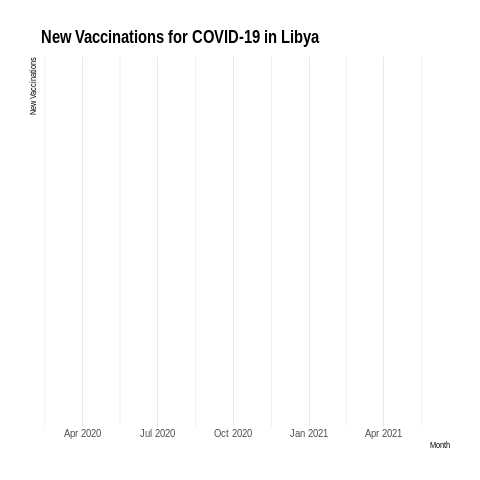 New Vaccinations for COVID-19 in Libya
New Vaccinations
Apr 2020 Jul 2020 Oct 2020 Jan 2021 Apr 2021
Month